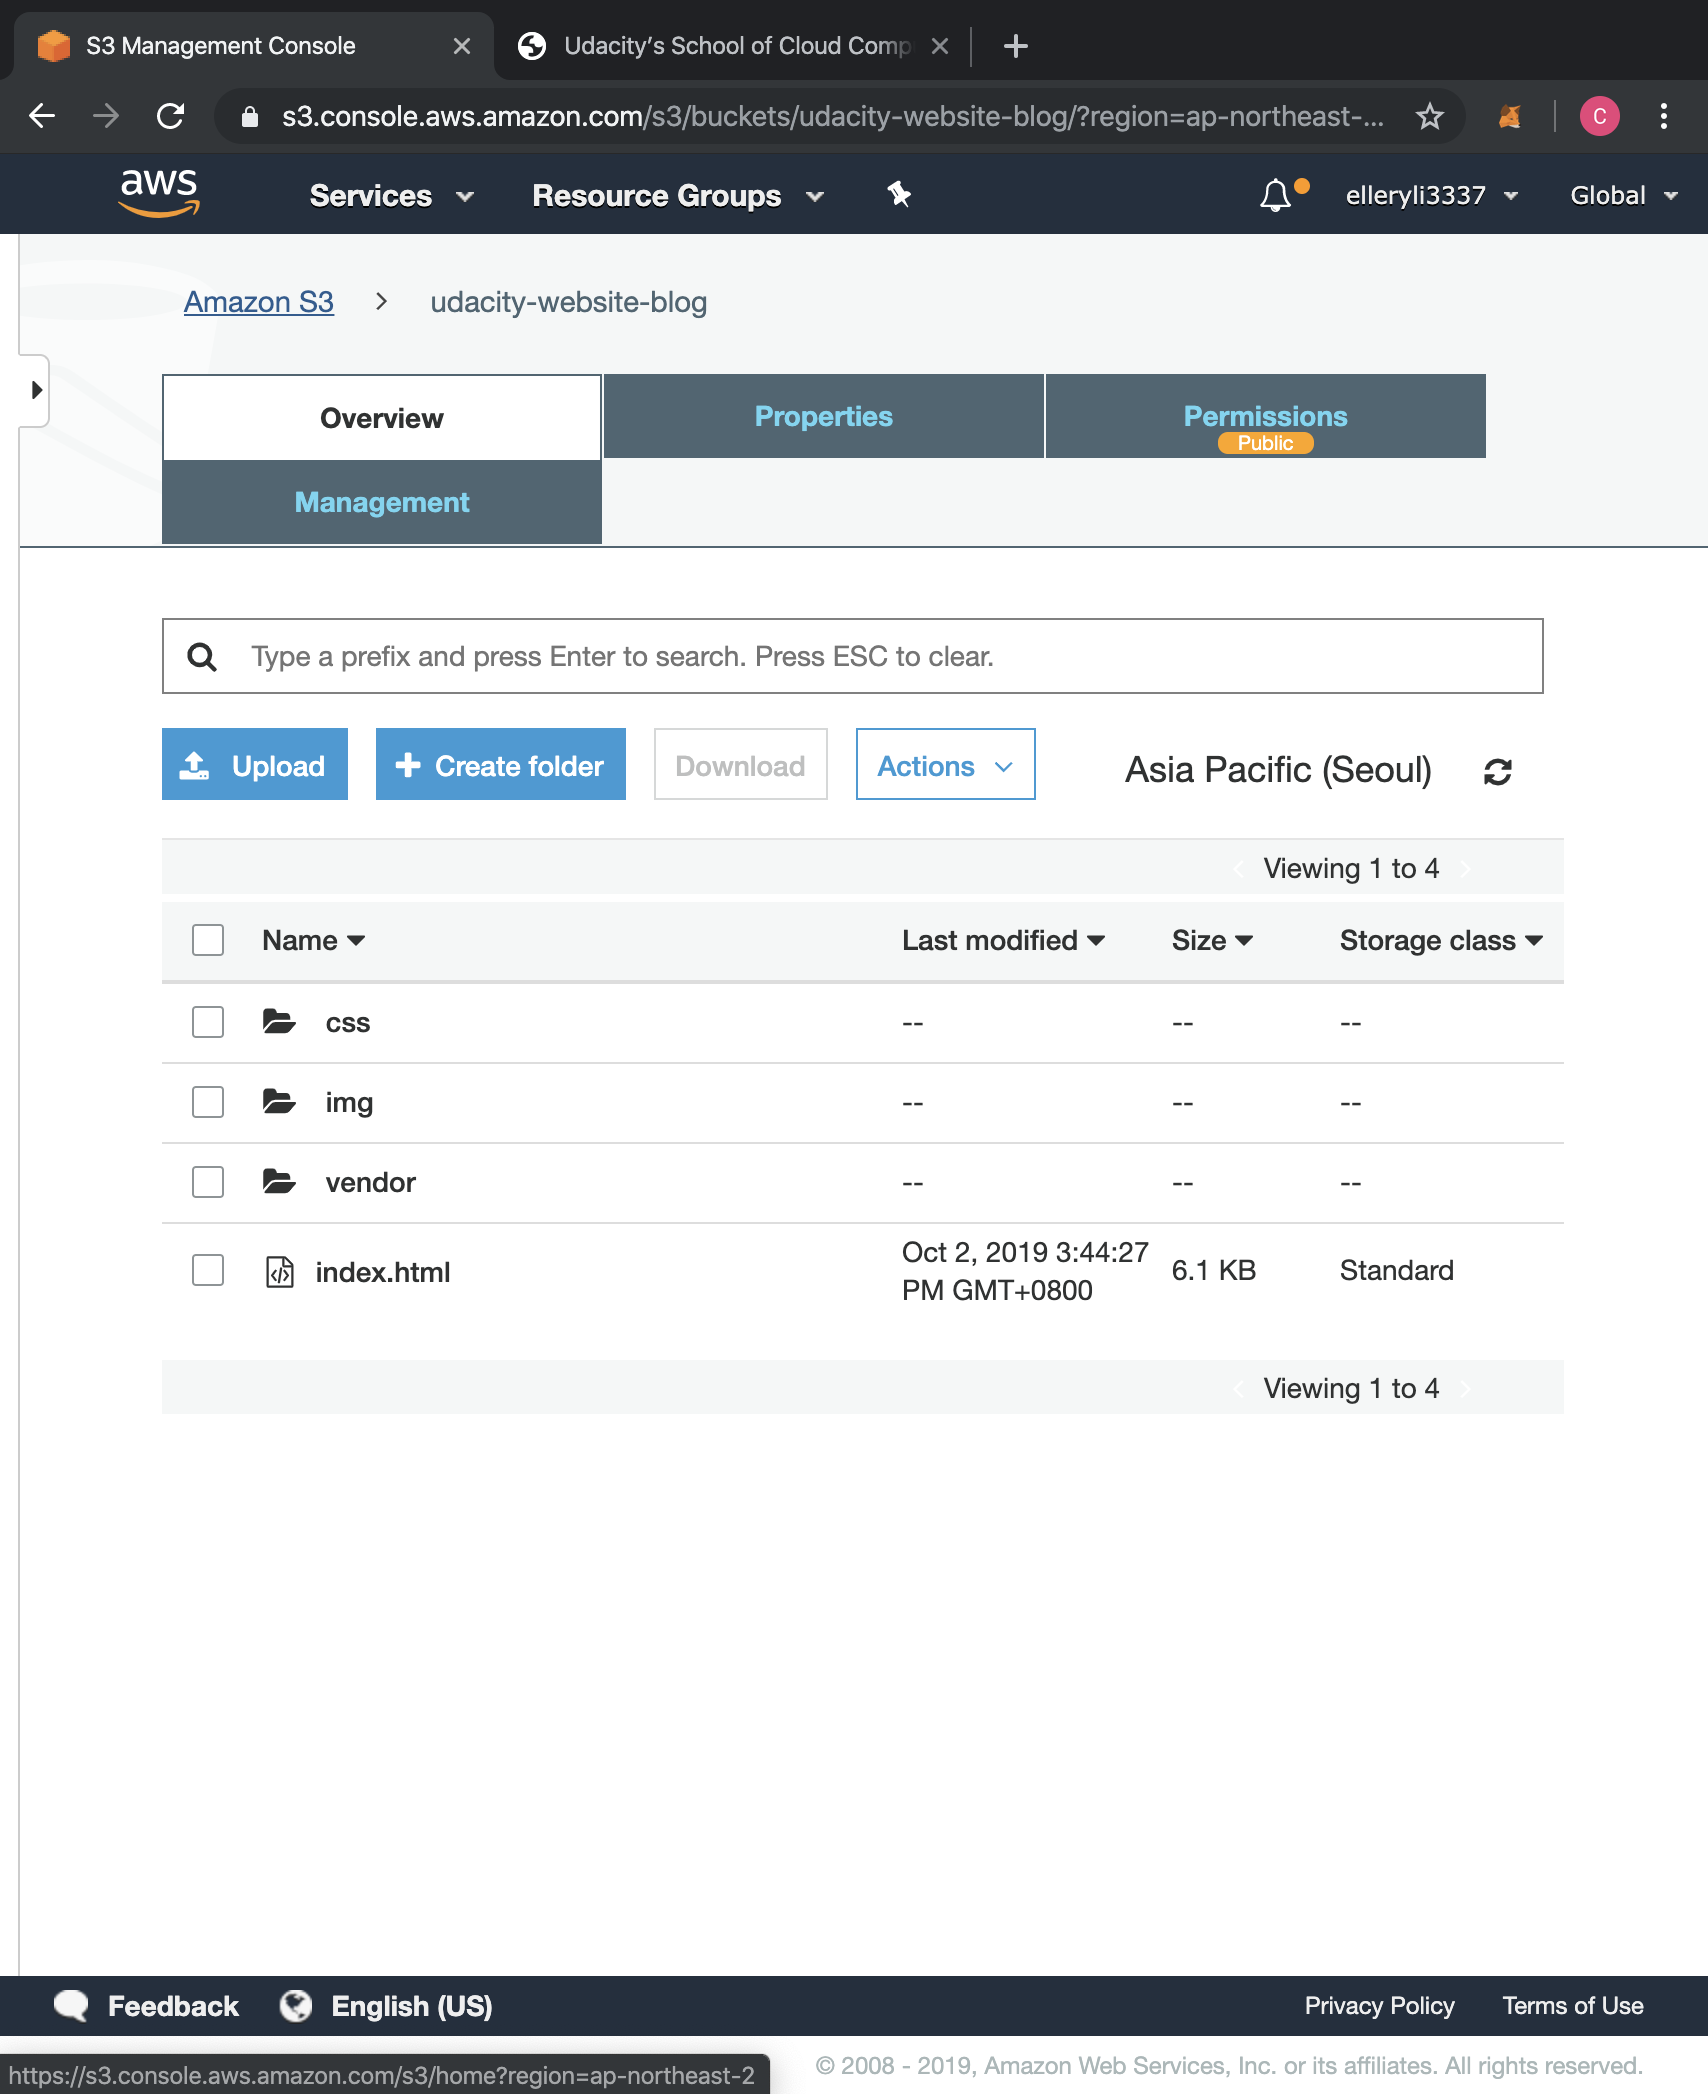 S3 Management Console
Udacity's School of Cloud Comp
s3.console.aws.amazon.com/s3/buckets/udacity-website-blog/?region=ap-northeast-...
C
aws
Services
Resource Groups
elleryli3337
Global
Amazon S3
udacity-website-blog
Overview
Properties
Permissions
Public
Management
Type a prefix and press Enter to search. Press ESC to clear.
Upload
Create folder
Download
Actions
Asia Pacific (Seoul)
Viewing 1 to 4
Name Last modified Size Storage class
css -- -- --
img -- -- --
vendor -- -- --
index.html Oct 2, 2019 3:44:27 PM GMT+0800 6.1 KB Standard
Viewing 1 to 4
Feedback
English (US)
Privacy Policy
Terms of Use
https://s3.console.aws.amazon.com/s3/home?region=ap-northeast-2
© 2008 - 2019, Amazon Web Services, Inc. or its affiliates. All rights reserved.